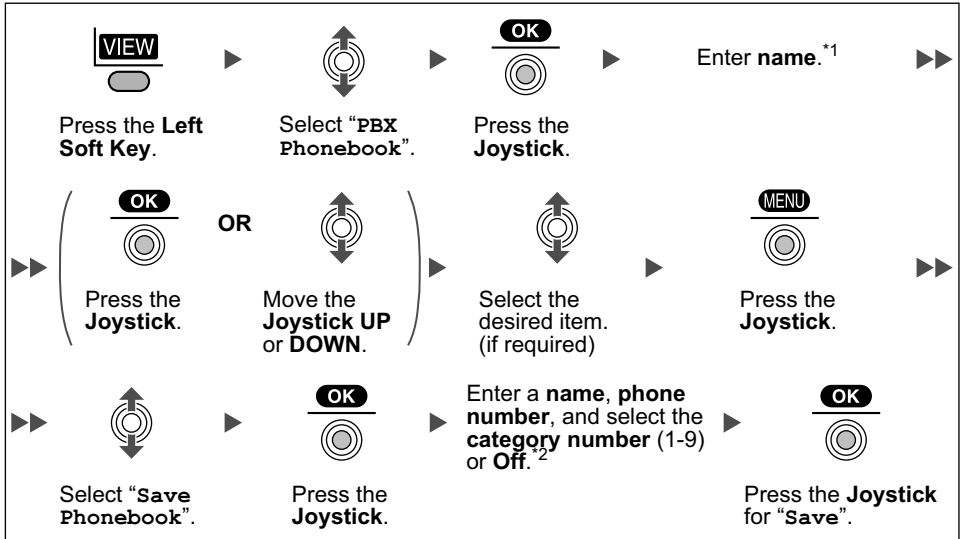 VIEW
Press the Left
Soft Key.
Select “PBX
Phonebook”.
OK
Press the
Joystick.
Enter name.*1
OK
Press the
Joystick.
OR
Move the
Joystick UP
or DOWN.
Select the
desired item.
(if required)
MENU
Press the
Joystick.
Select “Save
Phonebook”.
OK
Press the
Joystick.
Enter a name, phone
number, and select the
category number (1-9)
or Off.*2
OK
Press the Joystick
for “Save”.